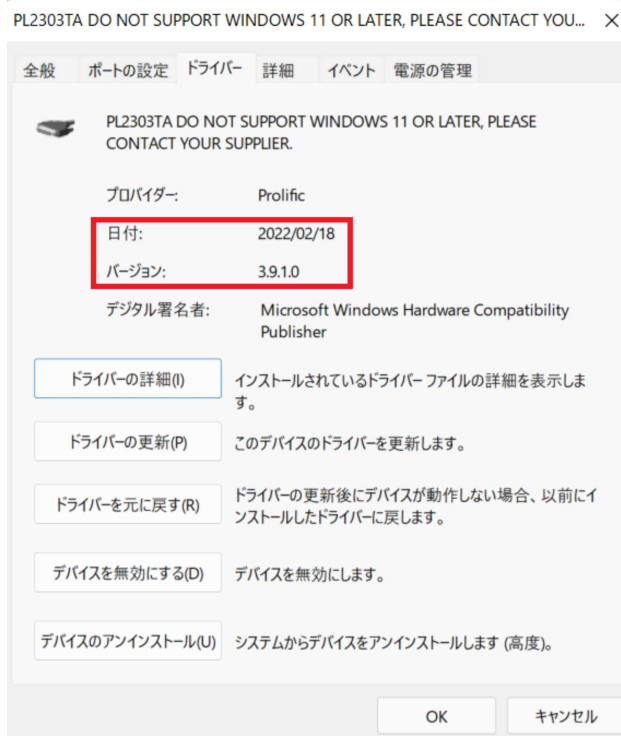 PL2303TA DO NOT SUPPORT WINDOWS 11 OR LATER, PLEASE CONTACT YOU...
全般 ポートの設定 ドライバー 詳細 イベント 電源の管理
PL2303TA DO NOT SUPPORT WINDOWS 11 OR LATER, PLEASE
CONTACT YOUR SUPPLIER.
プロバイダー: Prolific
日付: 2022/02/18
バージョン: 3.9.1.0
デジタル署名者: Microsoft Windows Hardware Compatibility
Publisher
ドライバーの詳細(I) インストールされているドライバー ファイルの詳細を表示しま
す。
ドライバーの更新(P) このデバイスのドライバーを更新します。
ドライバーを元に戻す(R) ドライバーの更新後にデバイスが動作しない場合、以前にイ
ンストールしたドライバーに戻します。
デバイスを無効にする(D) デバイスを無効にします。
デバイスのアンインストール(U) システムからデバイスをアンインストールします (高度)。
OK キャンセル